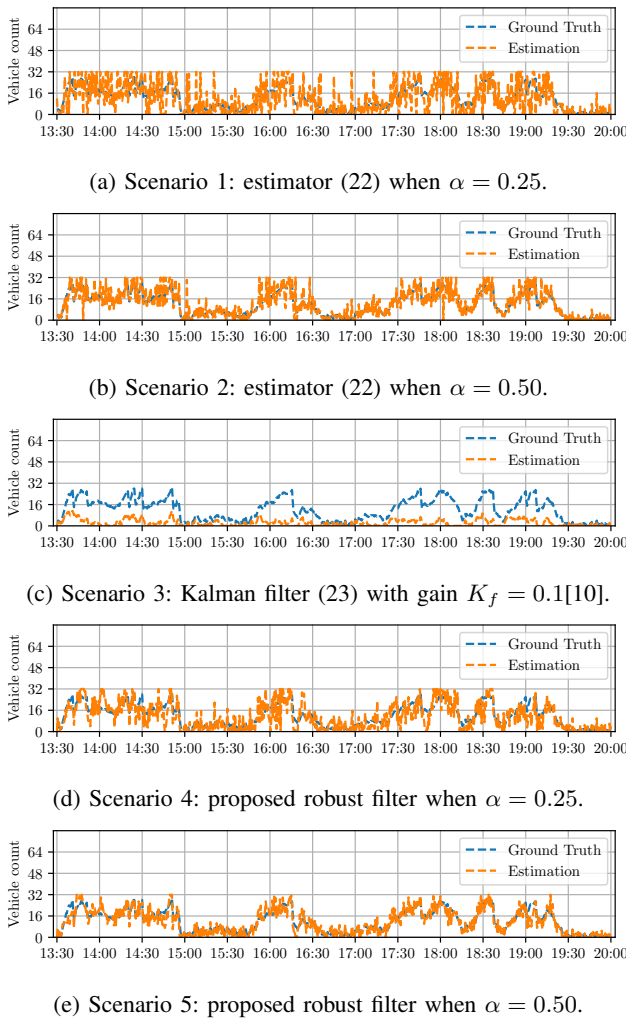 Vehicle count
64
48
32
16
0
Ground Truth
Estimation
13:30 14:00 14:30 15:00 15:30 16:00 16:30 17:00 17:30 18:00 18:30 19:00 19:30 20:00
(a) Scenario 1: estimator (22) when α = 0.25.
Vehicle count
64
48
32
16
0
Ground Truth
Estimation
13:30 14:00 14:30 15:00 15:30 16:00 16:30 17:00 17:30 18:00 18:30 19:00 19:30 20:00
(b) Scenario 2: estimator (22) when α = 0.50.
Vehicle count
64
48
32
16
0
Ground Truth
Estimation
13:30 14:00 14:30 15:00 15:30 16:00 16:30 17:00 17:30 18:00 18:30 19:00 19:30 20:00
(c) Scenario 3: Kalman filter (23) with gain K_f = 0.1[10].
Vehicle count
64
48
32
16
0
Ground Truth
Estimation
13:30 14:00 14:30 15:00 15:30 16:00 16:30 17:00 17:30 18:00 18:30 19:00 19:30 20:00
(d) Scenario 4: proposed robust filter when α = 0.25.
Vehicle count
64
48
32
16
0
Ground Truth
Estimation
13:30 14:00 14:30 15:00 15:30 16:00 16:30 17:00 17:30 18:00 18:30 19:00 19:30 20:00
(e) Scenario 5: proposed robust filter when α = 0.50.